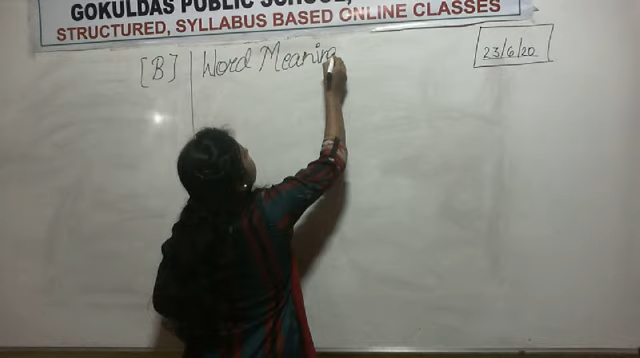 GOKULDAS PUBLIC SCHOOL,
STRUCTURED, SYLLABUS BASED ONLINE CLASSES
[B] Word Meaning
23/6/20